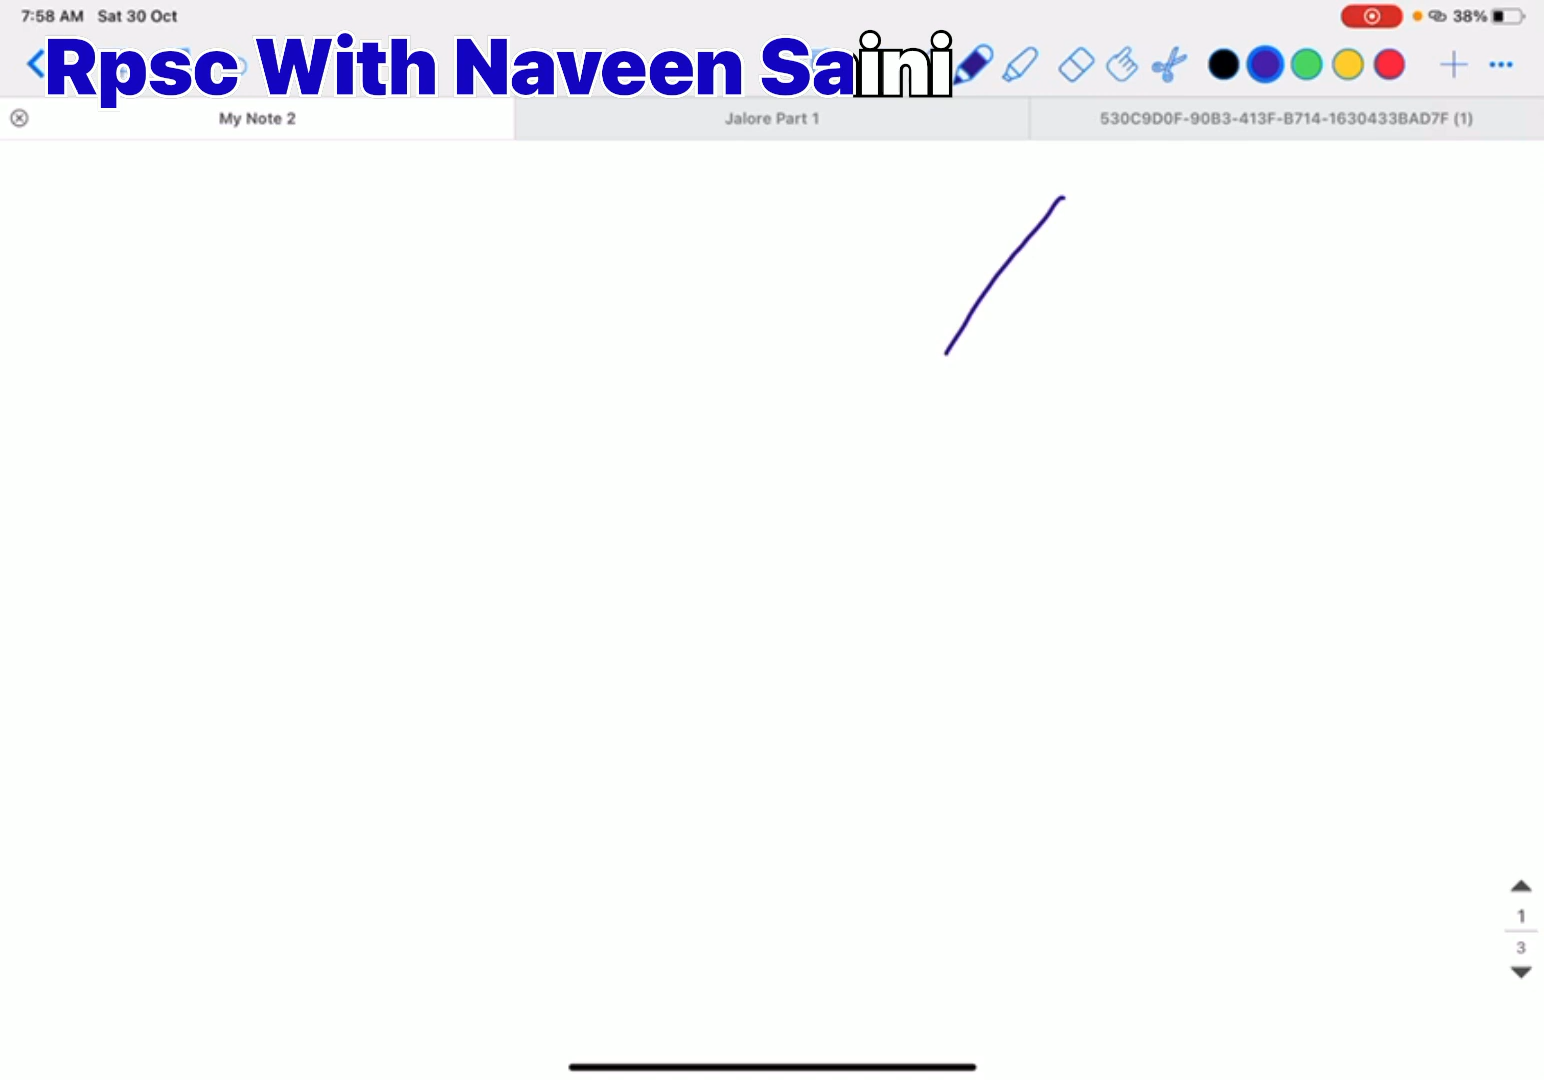 7:58 AM Sat 30 Oct
38%
Rpsc With Naveen Saini
My Note 2
Jalore Part 1
530C9D0F-90B3-413F-B714-1630433BAD7F (1)
1
3